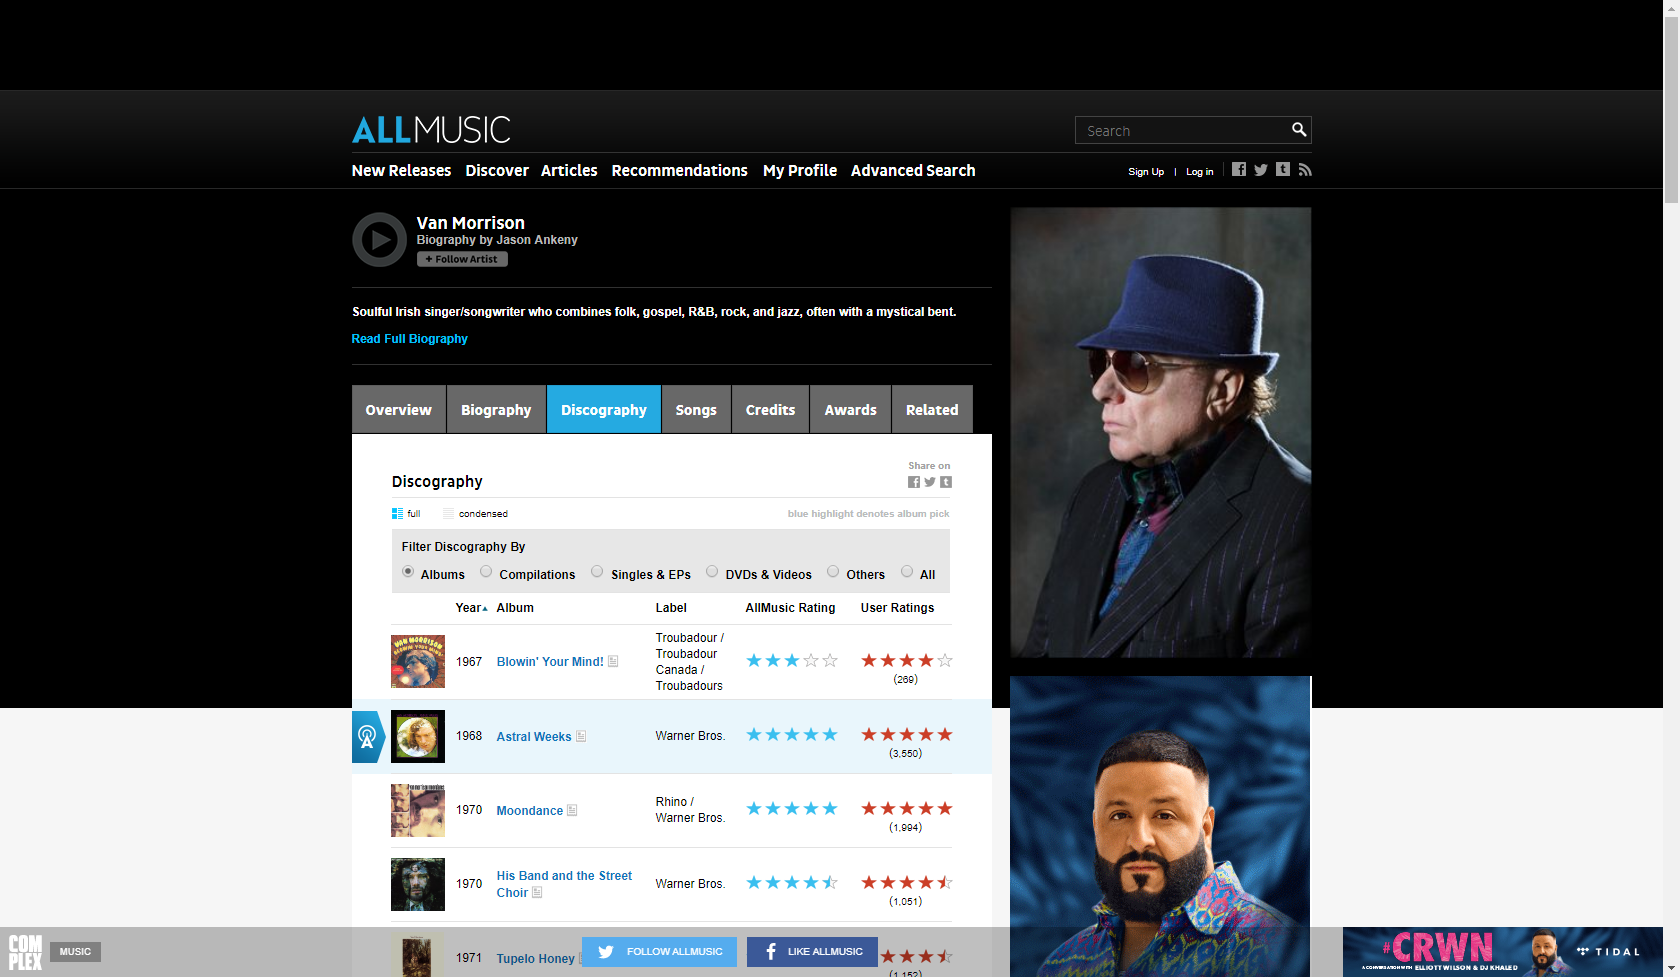 ALLMUSIC
Search
New Releases Discover Articles Recommendations My Profile Advanced Search
Sign Up | Log in
Van Morrison
Biography by Jason Ankeny
+ Follow Artist
Soulful Irish singer/songwriter who combines folk, gospel, R&B, rock, and jazz, often with a mystical bent.
Read Full Biography
Overview Biography Discography Songs Credits Awards Related
Share on
Discography
full condensed blue highlight denotes album pick
Filter Discography By
Albums Compilations Singles & EPs DVDs & Videos Others All
Year Album Label AllMusic Rating User Ratings
VAN MORRISON
BLOWIN' YOUR MIND!
1967 Blowin' Your Mind! Troubadour /
Troubadour
Canada /
Troubadours
(269)
1968 Astral Weeks Warner Bros.
(3,550)
1970 Moondance Rhino /
Warner Bros.
(1,994)
1970 His Band and the Street
Choir Warner Bros.
(1,051)
1971 Tupelo Honey
(1,152)
COMPLEX
MUSIC
FOLLOW ALLMUSIC
LIKE ALLMUSIC
#CRWN
A CONVERSATION WITH ELLIOTT WILSON & DJ KHALED
TIDAL